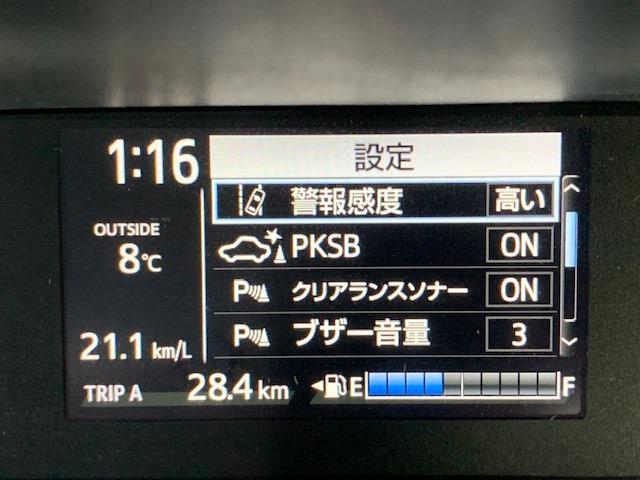 1:16
OUTSIDE
8℃
21.1 km/L
TRIP A 28.4 km
設定
警報感度 高い
PKSB ON
P クリアランスソナー ON
P ブザー音量 3
E F